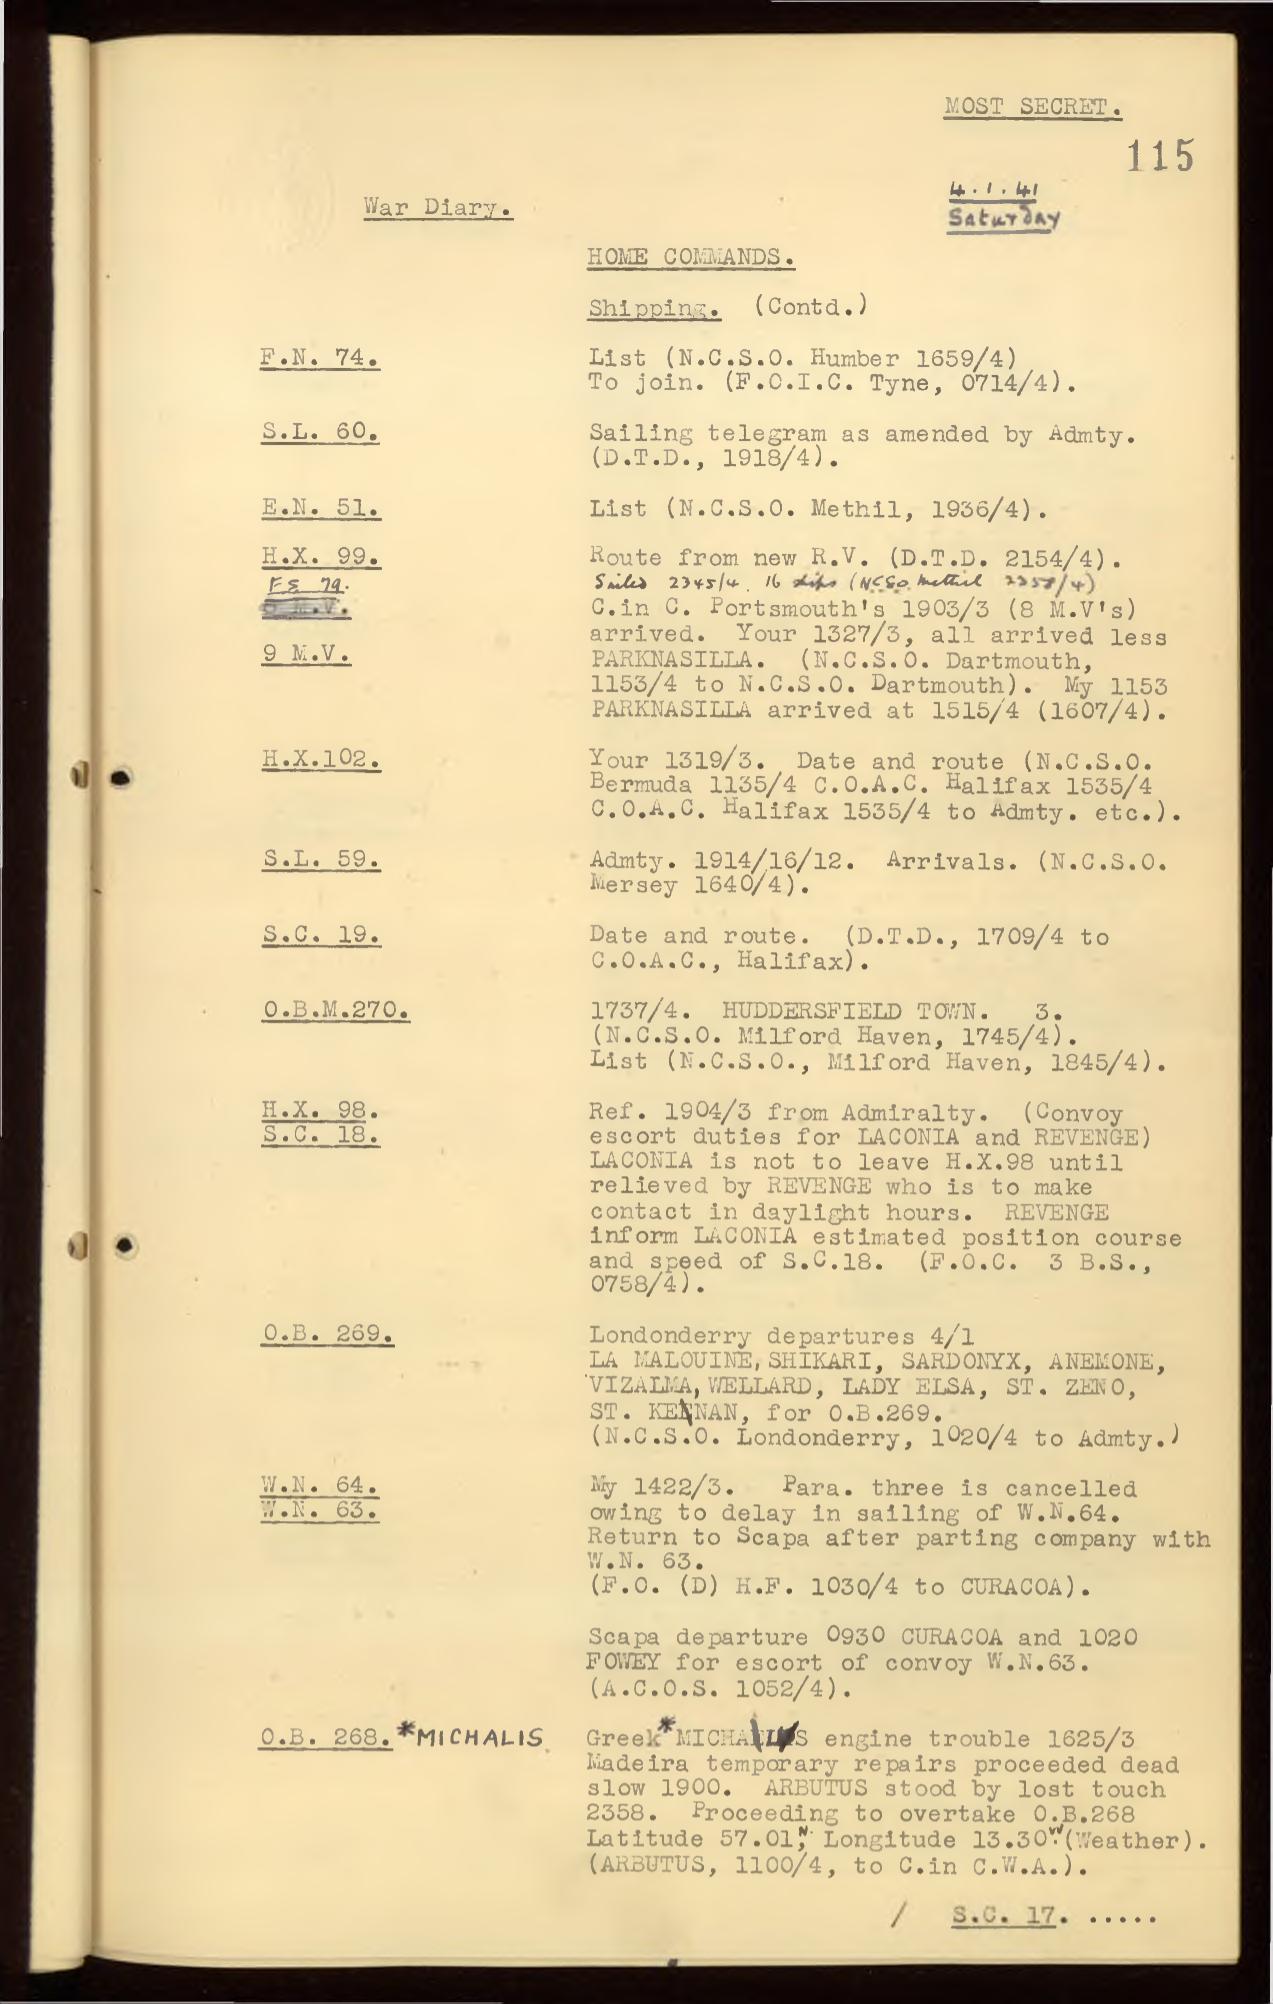 MOST SECRET.
115
4.1.41
War Diary.
Saturday
HOME COMMANDS.
Shipping. (Contd.)
F.N. 74. List (N.C.S.O. Humber 1659/4)
To join. (F.O.I.C. Tyne, 0714/4).
S.L. 60. Sailing telegram as amended by Admty.
(D.T.D., 1918/4).
E.N. 51. List (N.C.S.O. Methil, 1936/4).
H.X. 99. Route from new R.V. (D.T.D. 2154/4).
F.S 79. Sailed 2345/4. 16 ships (NCSO Methil 2358/4)
M.V. C.in C. Portsmouth's 1903/3 (8 M.V's)
arrived. Your 1327/3, all arrived less
9 M.V. PARKNASILLA. (N.C.S.O. Dartmouth,
1153/4 to N.C.S.O. Dartmouth). My 1153
PARKNASILLA arrived at 1515/4 (1607/4).
H.X.102. Your 1319/3. Date and route (N.C.S.O.
Bermuda 1135/4 C.O.A.C. Halifax 1535/4
C.O.A.C. Halifax 1535/4 to Admty. etc.).
S.L. 59. Admty. 1914/16/12. Arrivals. (N.C.S.O.
Mersey 1640/4).
S.C. 19. Date and route. (D.T.D., 1709/4 to
C.O.A.C., Halifax).
O.B.M.270. 1737/4. HUDDERSFIELD TOWN. 3.
(N.C.S.O. Milford Haven, 1745/4).
List (N.C.S.O., Milford Haven, 1845/4).
H.X. 98. Ref. 1904/3 from Admiralty. (Convoy
S.C. 18. escort duties for LACONIA and REVENGE)
LACONIA is not to leave H.X.98 until
relieved by REVENGE who is to make
contact in daylight hours. REVENGE
inform LACONIA estimated position course
and speed of S.C.18. (F.O.C. 3 B.S.,
0758/4).
O.B. 269. Londonderry departures 4/1
LA MALOUINE, SHIKARI, SARDONYX, ANEMONE,
VIZALMA, WELLARD, LADY ELSA, ST. ZENO,
ST. KENNAN, for O.B.269.
(N.C.S.O. Londonderry, 1020/4 to Admty.)
W.N. 64. My 1422/3. Para. three is cancelled
W.N. 63. owing to delay in sailing of W.N.64.
Return to Scapa after parting company with
W.N. 63.
(F.O. (D) H.F. 1030/4 to CURACOA).
Scapa departure 0930 CURACOA and 1020
FOWEY for escort of convoy W.N.63.
(A.C.O.S. 1052/4).
O.B. 268. *MICHALIS Greek *MICHALIS engine trouble 1625/3
Madeira temporary repairs proceeded dead
slow 1900. ARBUTUS stood by lost touch
2358. Proceeding to overtake O.B.268
Latitude 57.01,N. Longitude 13.30W.(Weather).
(ARBUTUS, 1100/4, to C.in C.W.A.).
/ S.C. 17. .....